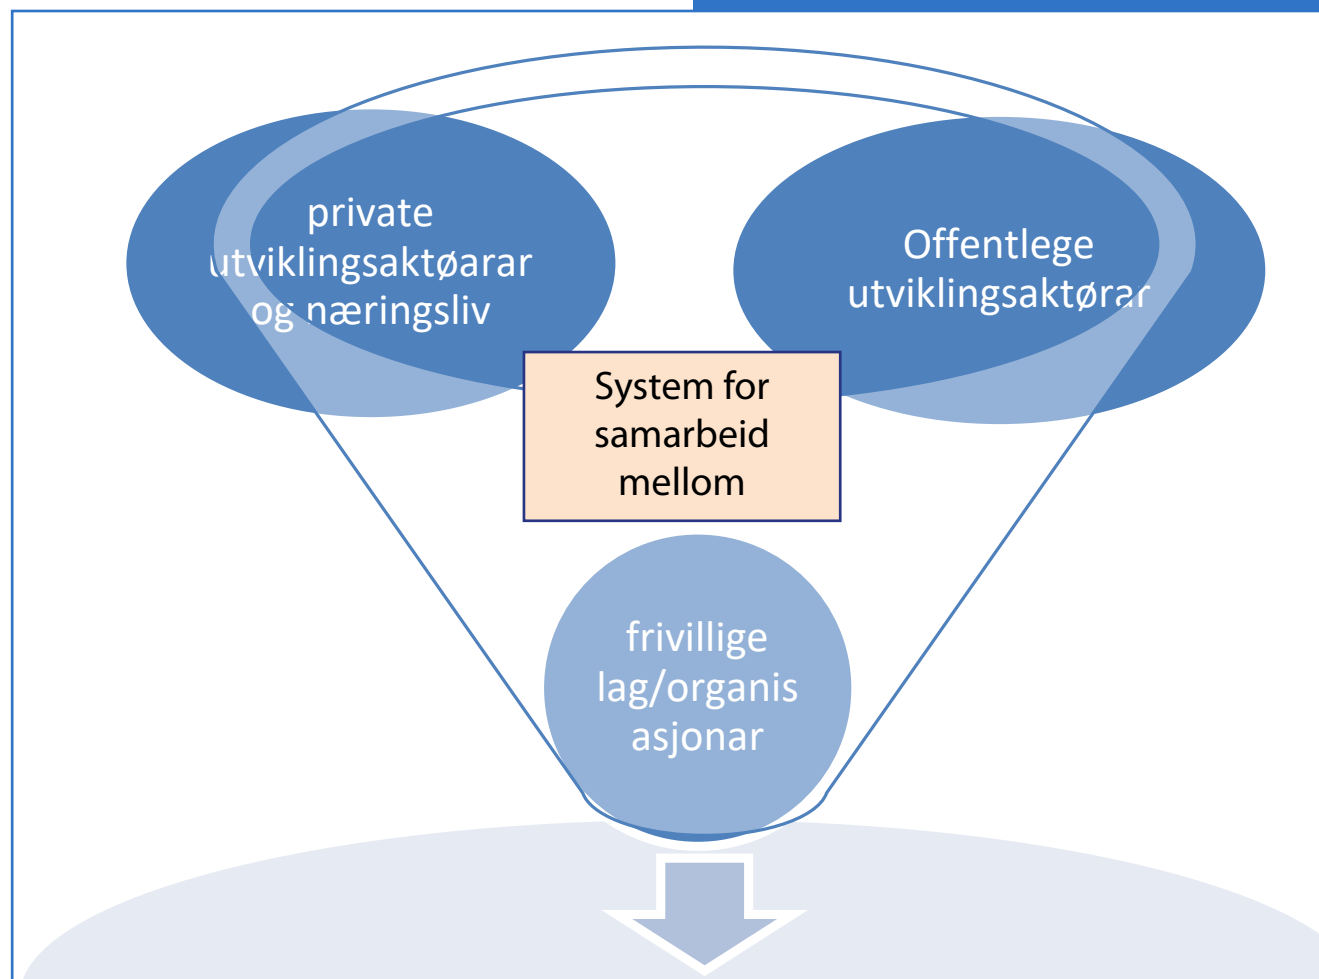 private
utviklingsaktøarar
og næringsliv
Offentlege
utviklingsaktørar
System for
samarbeid
mellom
frivillige
lag/organis
asjonar